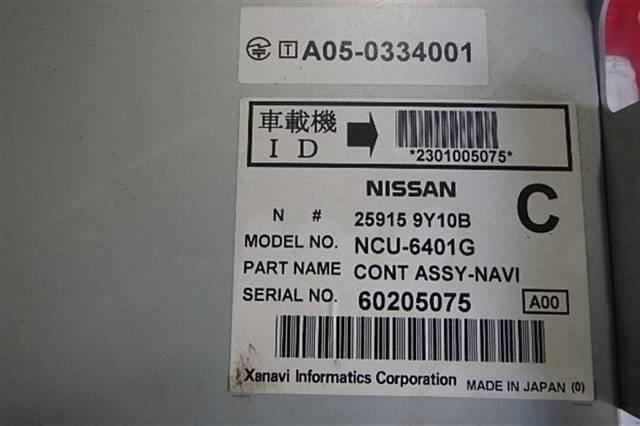 T A05-0334001
車載機
ID
*2301005075*
NISSAN
C
N # 25915 9Y10B
MODEL NO. NCU-6401G
PART NAME CONT ASSY-NAVI
SERIAL NO. 60205075 A00
Xanavi Informatics Corporation MADE IN JAPAN (0)